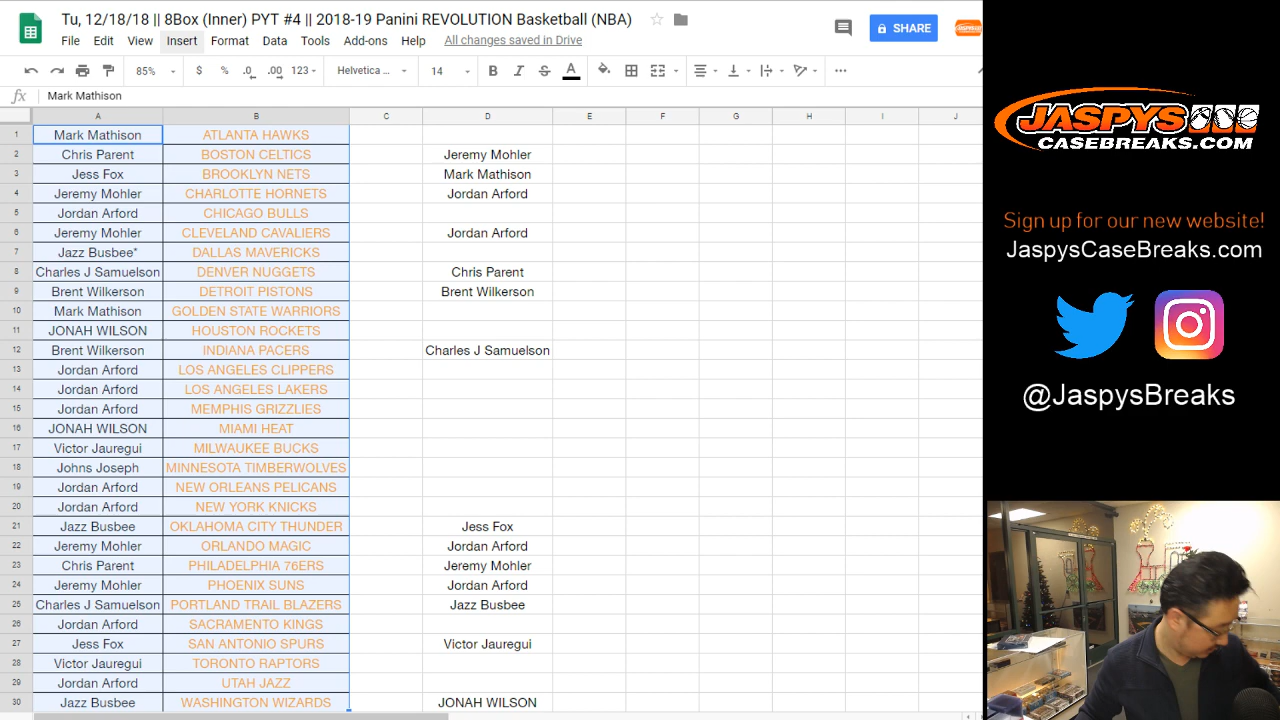 Tu, 12/18/18 || 8Box (Inner) PYT #4 || 2018-19 Panini REVOLUTION Basketball (NBA)
File Edit View Insert Format Data Tools Add-ons Help All changes saved in Drive
SHARE
85% $ % .0 .00 123 Helvetica ... 14 B I S A
fx Mark Mathison
A B C D E F G H I J
1 Mark Mathison ATLANTA HAWKS
2 Chris Parent BOSTON CELTICS Jeremy Mohler
3 Jess Fox BROOKLYN NETS Mark Mathison
4 Jeremy Mohler CHARLOTTE HORNETS Jordan Arford
5 Jordan Arford CHICAGO BULLS
6 Jeremy Mohler CLEVELAND CAVALIERS Jordan Arford
7 Jazz Busbee* DALLAS MAVERICKS
8 Charles J Samuelson DENVER NUGGETS Chris Parent
9 Brent Wilkerson DETROIT PISTONS Brent Wilkerson
10 Mark Mathison GOLDEN STATE WARRIORS
11 JONAH WILSON HOUSTON ROCKETS
12 Brent Wilkerson INDIANA PACERS Charles J Samuelson
13 Jordan Arford LOS ANGELES CLIPPERS
14 Jordan Arford LOS ANGELES LAKERS
15 Jordan Arford MEMPHIS GRIZZLIES
16 JONAH WILSON MIAMI HEAT
17 Victor Jauregui MILWAUKEE BUCKS
18 Johns Joseph MINNESOTA TIMBERWOLVES
19 Jordan Arford NEW ORLEANS PELICANS
20 Jordan Arford NEW YORK KNICKS
21 Jazz Busbee OKLAHOMA CITY THUNDER Jess Fox
22 Jeremy Mohler ORLANDO MAGIC Jordan Arford
23 Chris Parent PHILADELPHIA 76ERS Jeremy Mohler
24 Jeremy Mohler PHOENIX SUNS Jordan Arford
25 Charles J Samuelson PORTLAND TRAIL BLAZERS Jazz Busbee
26 Jordan Arford SACRAMENTO KINGS
27 Jess Fox SAN ANTONIO SPURS Victor Jauregui
28 Victor Jauregui TORONTO RAPTORS
29 Jordan Arford UTAH JAZZ
30 Jazz Busbee WASHINGTON WIZARDS JONAH WILSON
JASPYS
CASEBREAKS.COM
Sign up for our new website!
JaspysCaseBreaks.com
@JaspysBreaks